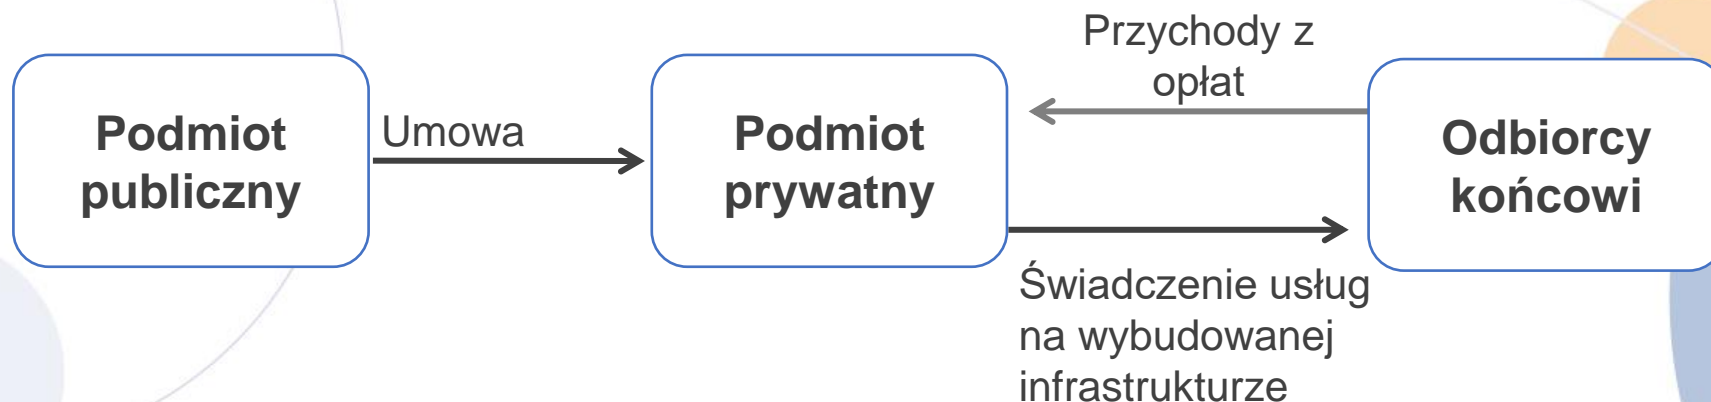 Podmiot
publiczny
Umowa
Podmiot
prywatny
Przychody z
opłat
Świadczenie usług
na wybudowanej
infrastrukturze
Odbiorcy
końcowi